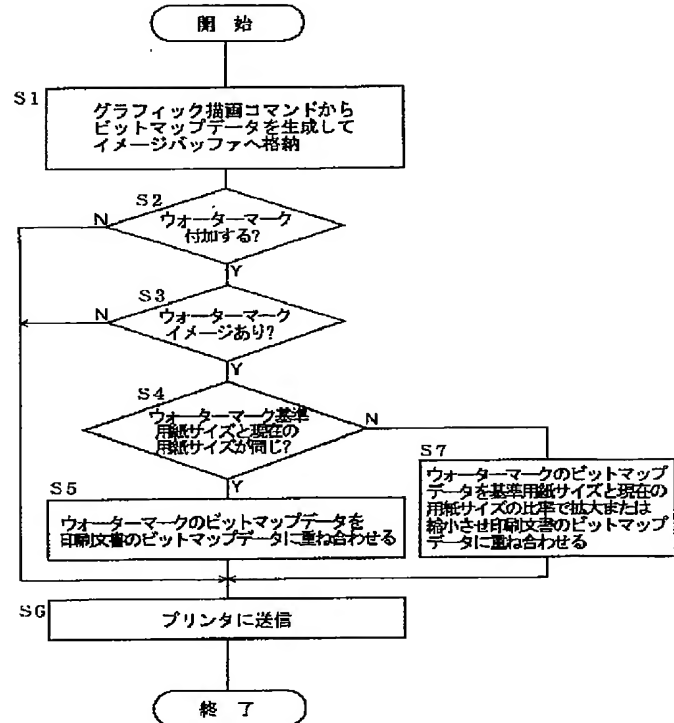 開始
S1
グラフィック描画コマンドから
ビットマップデータを生成して
イメージバッファへ格納
S2
N
ウォーターマーク
付加する?
Y
S3
N
ウォーターマーク
イメージあり?
Y
S4
ウォーターマーク基準
用紙サイズと現在の
用紙サイズが同じ?
N
Y
S5
ウォーターマークのビットマップデータを
印刷文書のビットマップデータに重ね合わせる
S7
ウォーターマークのビットマップ
データを基準用紙サイズと現在の
用紙サイズの比率で拡大または
縮小させ印刷文書のビットマップ
データに重ね合わせる
S6
プリンタに送信
終了